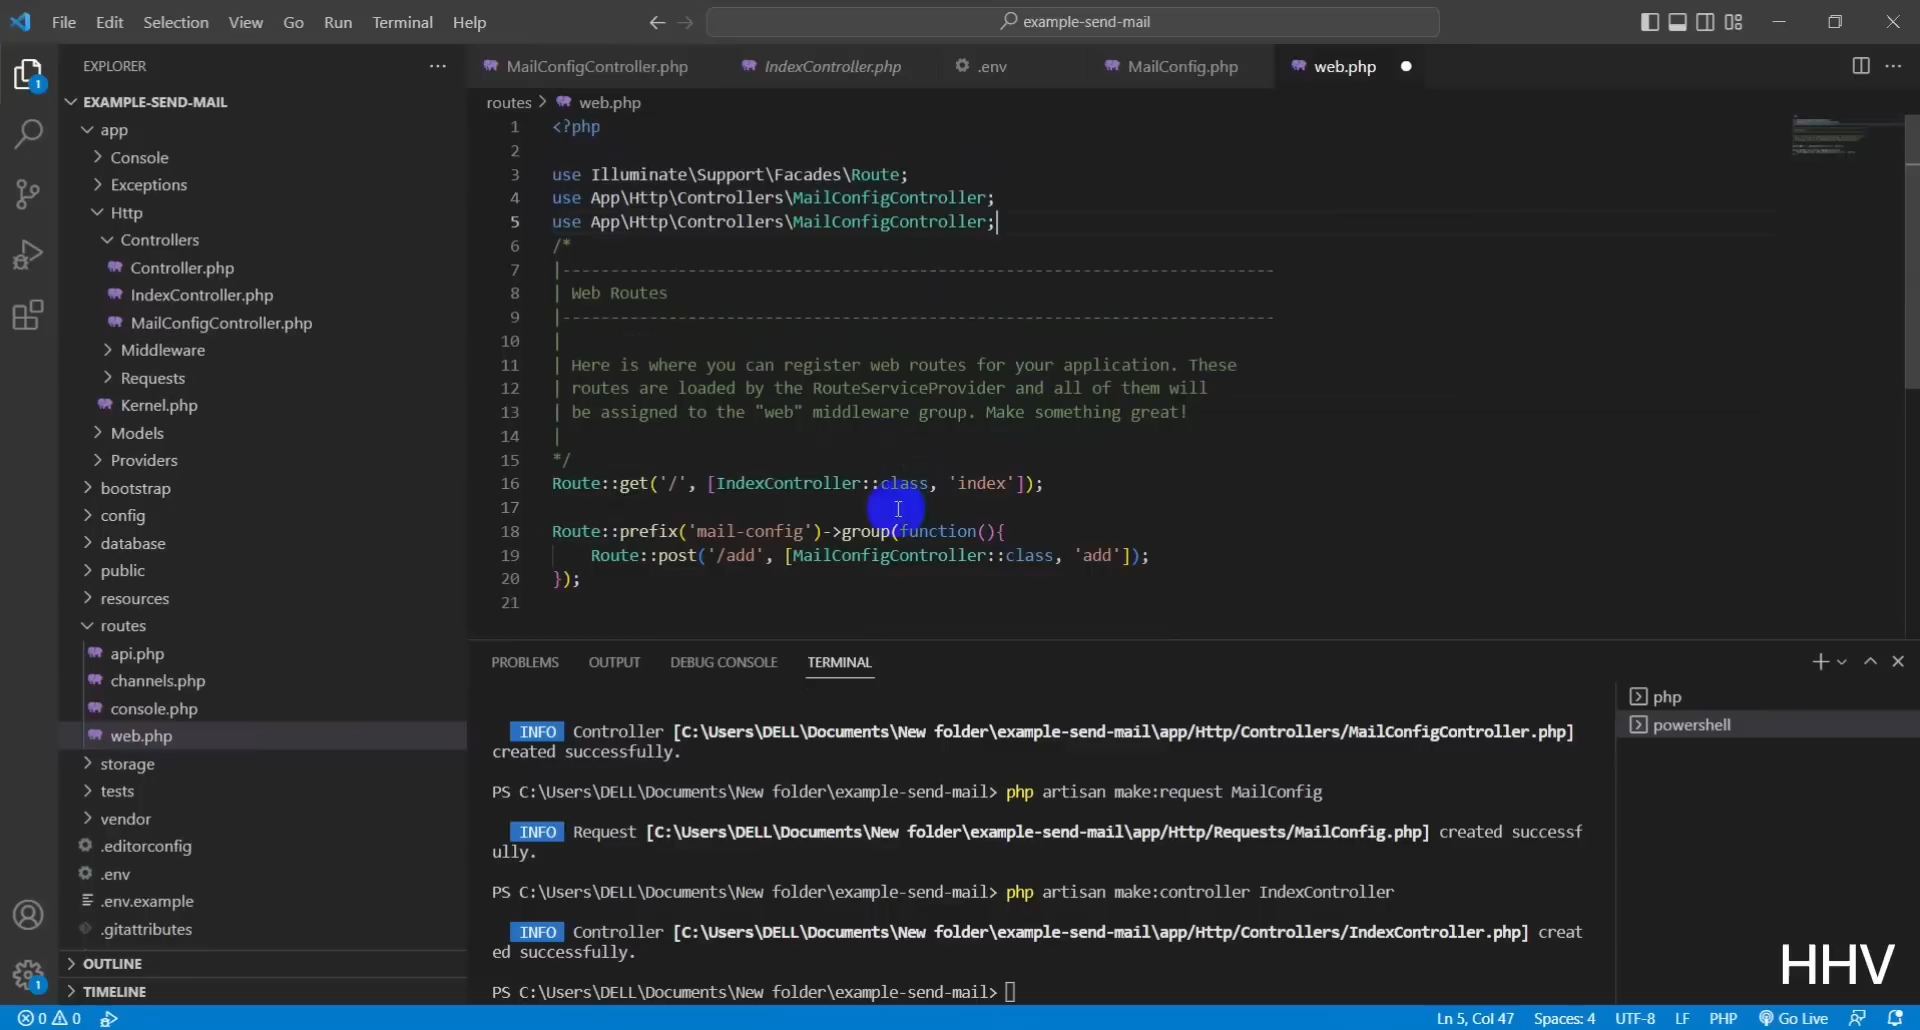 File Edit Selection View Go Run Terminal Help
example-send-mail
EXPLORER
EXAMPLE-SEND-MAIL
app
Console
Exceptions
Http
Controllers
Controller.php
IndexController.php
MailConfigController.php
Middleware
Requests
Kernel.php
Models
Providers
bootstrap
config
database
public
resources
routes
api.php
channels.php
console.php
web.php
storage
tests
vendor
.editorconfig
.env
.env.example
.gitattributes
OUTLINE
TIMELINE
1
1
MailConfigController.php IndexController.php .env MailConfig.php web.php
routes > web.php
1 <?php
2
3 use Illuminate\Support\Facades\Route;
4 use App\Http\Controllers\MailConfigController;
5 use App\Http\Controllers\MailConfigController;
6 /*
7 |--------------------------------------------------------------------------
8 | Web Routes
9 |--------------------------------------------------------------------------
10 |
11 | Here is where you can register web routes for your application. These
12 | routes are loaded by the RouteServiceProvider and all of them will
13 | be assigned to the "web" middleware group. Make something great!
14 |
15 */
16 Route::get('/', [IndexController::class, 'index']);
17
18 Route::prefix('mail-config')->group(function(){
19 Route::post('/add', [MailConfigController::class, 'add']);
20 });
21
PROBLEMS OUTPUT DEBUG CONSOLE TERMINAL
php
powershell
INFO Controller [C:\Users\DELL\Documents\New folder\example-send-mail\app/Http/Controllers/MailConfigController.php]
created successfully.
PS C:\Users\DELL\Documents\New folder\example-send-mail> php artisan make:request MailConfig
INFO Request [C:\Users\DELL\Documents\New folder\example-send-mail\app/Http/Requests/MailConfig.php] created successf
ully.
PS C:\Users\DELL\Documents\New folder\example-send-mail> php artisan make:controller IndexController
INFO Controller [C:\Users\DELL\Documents\New folder\example-send-mail\app/Http/Controllers/IndexController.php] creat
ed successfully.
PS C:\Users\DELL\Documents\New folder\example-send-mail>
HHV
0 0
Ln 5, Col 47 Spaces: 4 UTF-8 LF PHP Go Live